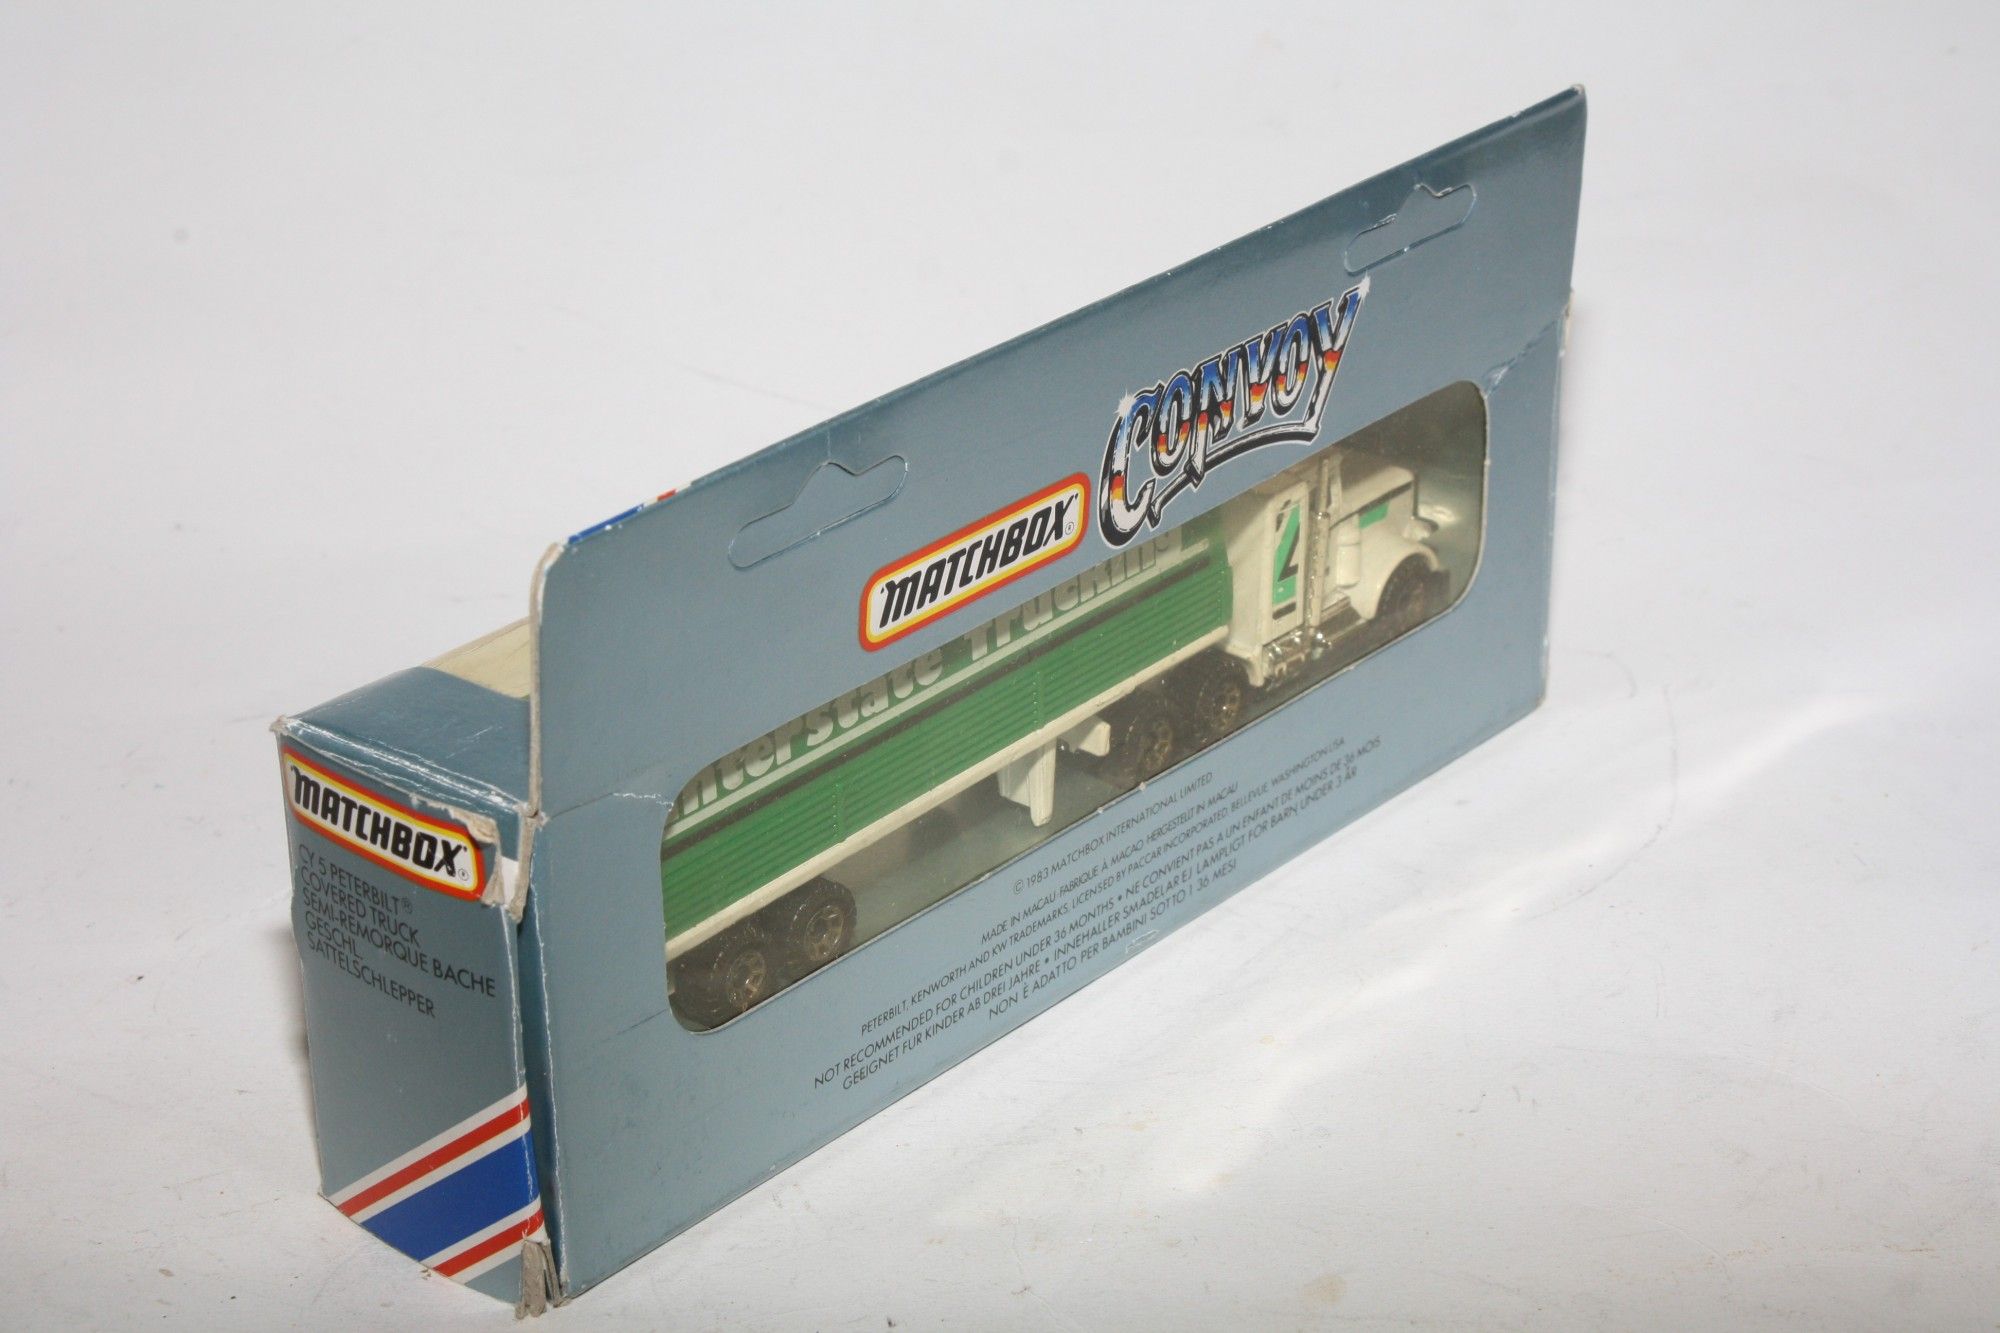 CONVOY
MATCHBOX®
Interstate Trucking
© 1983 MATCHBOX INTERNATIONAL LIMITED
MADE IN MACAU-FABRIQUE À MACAO HERGESTELLT IN MACAU
PETERBILT, KENWORTH AND KW TRADEMARKS, LICENSED BY PACCAR INCORPORATED, BELLEVUE, WASHINGTON USA.
NOT RECOMMENDED FOR CHILDREN UNDER 36 MONTHS • NE CONVIENT PAS A UN ENFANT DE MOINS DE 36 MOIS
GEEIGNET FUR KINDER AB DREI JAHRE • INNEHALLER SMADELAR EJ LAMPLIGT FOR BARN UNDER 3 ÅR
NON È ADATTO PER BAMBINI SOTTO I 36 MESI
MATCHBOX®
CY 5 PETERBILT®
COVERED TRUCK
SEMI-REMORQUE BACHE
GESCHL.
SATTELSCHLEPPER